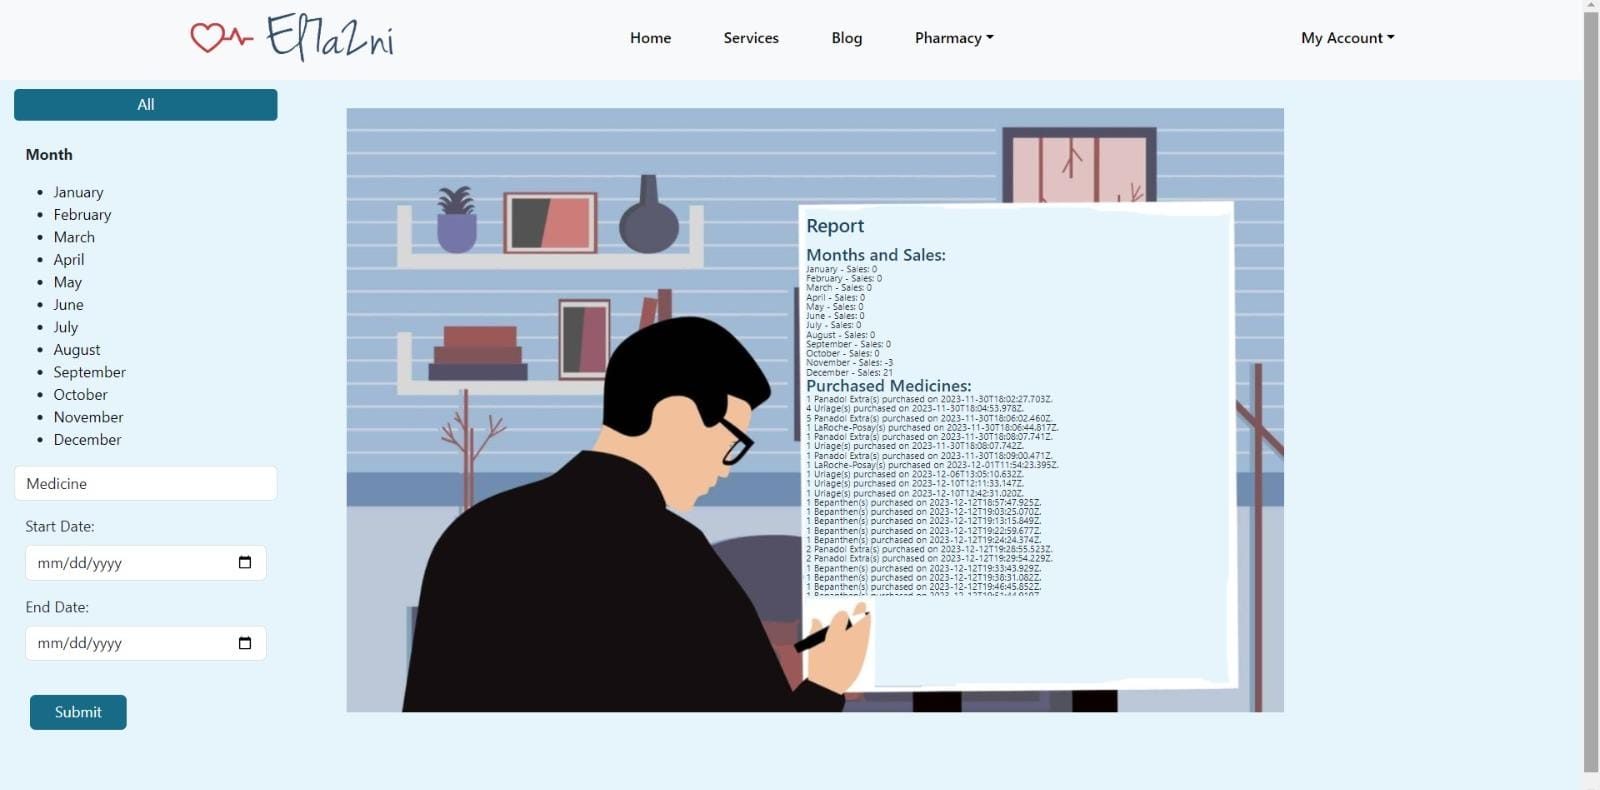 El7a2ni
Home
Services
Blog
Pharmacy
My Account
All
Month
January
February
March
April
May
June
July
August
September
October
November
December
Medicine
Start Date:
mm/dd/yyyy
End Date:
mm/dd/yyyy
Submit
Report
Months and Sales:
January - Sales: 0
February - Sales: 0
March - Sales: 0
April - Sales: 0
May - Sales: 0
June - Sales: 0
July - Sales: 0
August - Sales: 0
September - Sales: 0
October - Sales: 0
November - Sales: -3
December - Sales: 21
Purchased Medicines:
1 Panadol Extra(s) purchased on 2023-11-30T18:02:27.703Z.
4 Uriage(s) purchased on 2023-11-30T18:04:53.978Z.
5 Panadol Extra(s) purchased on 2023-11-30T18:06:02.460Z.
1 LaRoche-Posay(s) purchased on 2023-11-30T18:06:44.817Z.
1 Panadol Extra(s) purchased on 2023-11-30T18:08:07.741Z.
1 Uriage(s) purchased on 2023-11-30T18:08:07.742Z.
1 Panadol Extra(s) purchased on 2023-11-30T18:09:00.471Z.
1 LaRoche-Posay(s) purchased on 2023-12-01T11:54:23.395Z.
1 Uriage(s) purchased on 2023-12-06T13:05:10.632Z.
1 Uriage(s) purchased on 2023-12-10T12:11:33.147Z.
1 Uriage(s) purchased on 2023-12-10T12:42:31.020Z.
1 Bepanthen(s) purchased on 2023-12-12T18:57:47.925Z.
1 Bepanthen(s) purchased on 2023-12-12T19:03:25.070Z.
1 Bepanthen(s) purchased on 2023-12-12T19:13:15.849Z.
1 Bepanthen(s) purchased on 2023-12-12T19:22:59.677Z.
1 Bepanthen(s) purchased on 2023-12-12T19:24:24.374Z.
2 Panadol Extra(s) purchased on 2023-12-12T19:28:55.523Z.
2 Panadol Extra(s) purchased on 2023-12-12T19:29:54.229Z.
1 Bepanthen(s) purchased on 2023-12-12T19:33:43.929Z.
1 Bepanthen(s) purchased on 2023-12-12T19:38:31.082Z.
1 Bepanthen(s) purchased on 2023-12-12T19:46:45.852Z.
1 Bepanthen(s) purchased on